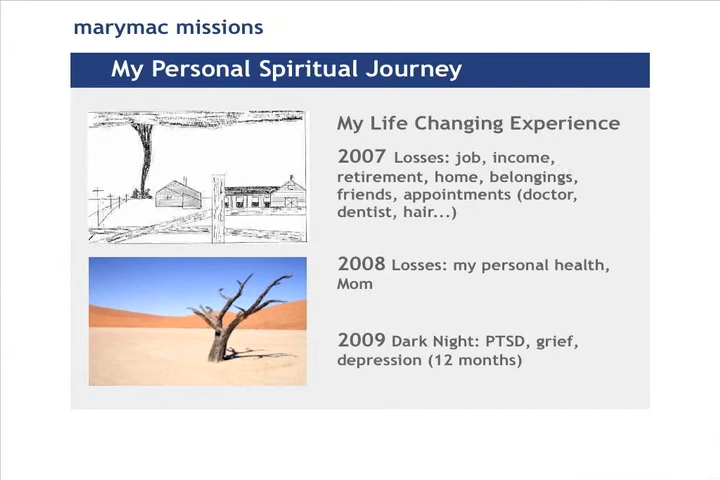 marymac missions
My Personal Spiritual Journey
My Life Changing Experience
2007 Losses: job, income,
retirement, home, belongings,
friends, appointments (doctor,
dentist, hair...)
2008 Losses: my personal health,
Mom
2009 Dark Night: PTSD, grief,
depression (12 months)